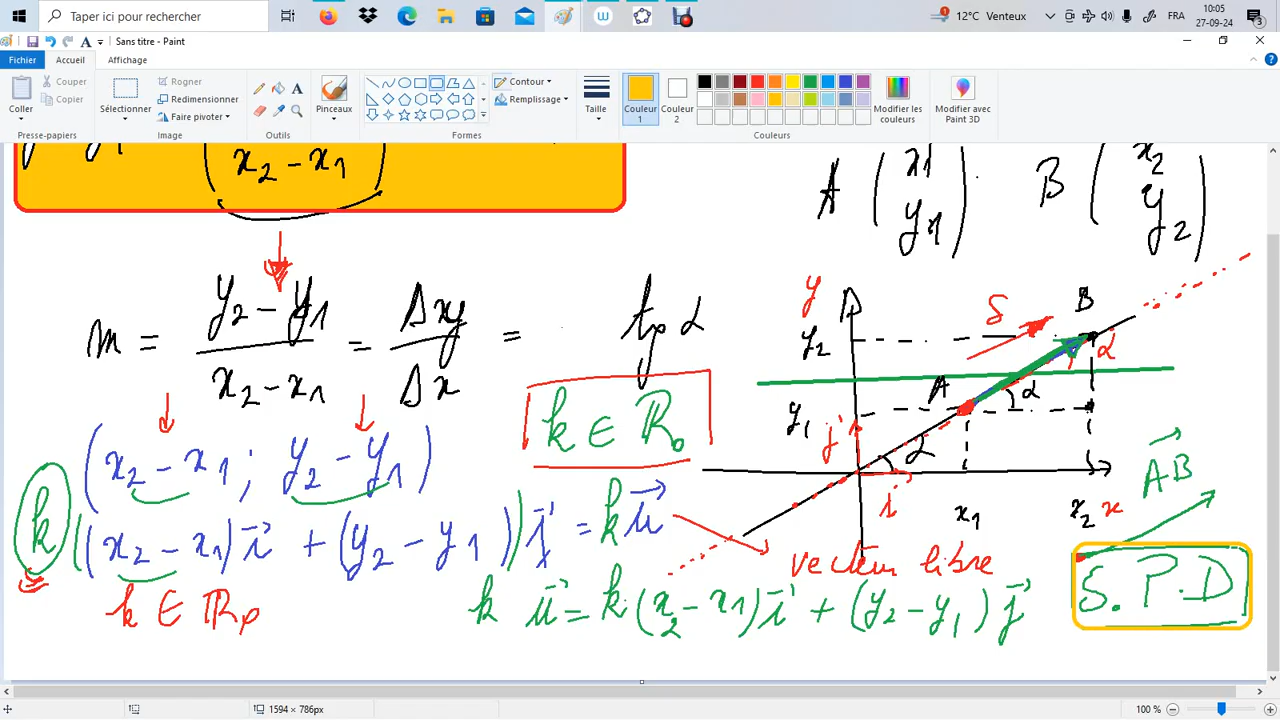 Tapez ici pour rechercher
12°C Venteux
FRA
10:05
27-09-24
3
Sans titre - Paint
Fichier
Accueil
Affichage
Coller
Couper
Copier
Presse-papiers
Sélectionner
Rogner
Redimensionner
Faire pivoter
Image
A
Outils
Pinceaux
Contour
Remplissage
Formes
Taille
Couleur 1
Couleur 2
Modifier les couleurs
Couleurs
Modifier avec Paint 3D
x2 - x1
A ( x1 y1 )
B ( x2 y2 )
m = y2 - y1 / x2 - x1 = Δxy / Δx = tg α
k ∈ R0
(x2 - x1 ; y2 - y1)
k ((x2 - x1) i + (y2 - y1)) j = k u
vecteur libre
k ∈ R0
k u = k.(x2 - x1) i + (y2 - y1) j
y
y2
y1
A
B
δ
α
α
α
j
i
x1
x2
x
AB
S.P.D
1594 × 786px
100 %